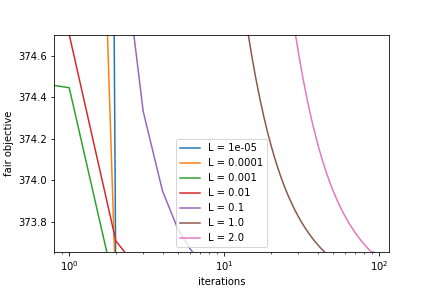 374.6
374.4
374.2
374.0
373.8
fair objective
L = 1e-05
L = 0.0001
L = 0.001
L = 0.01
L = 0.1
L = 1.0
L = 2.0
10⁰
10¹
10²
iterations